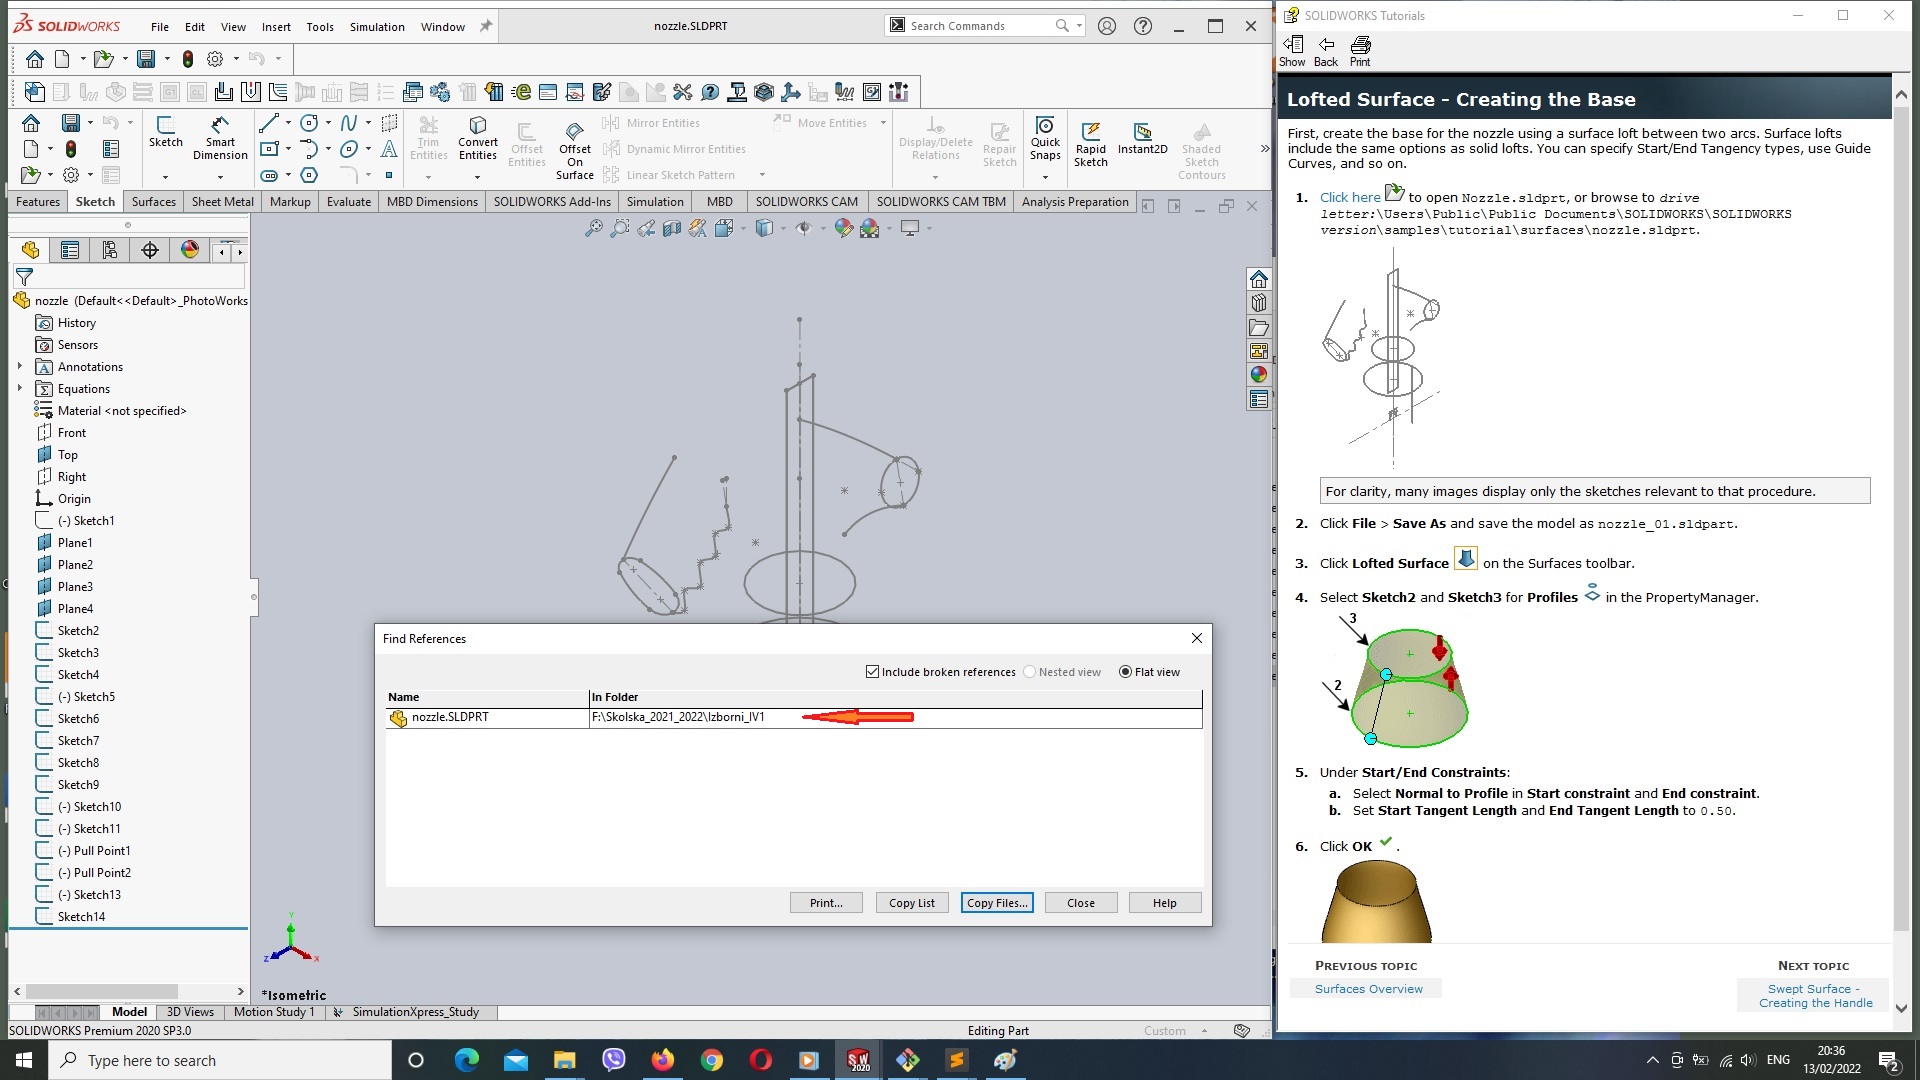 SOLIDWORKS
File Edit View Insert Tools Simulation Window
nozzle.SLDPRT
Search Commands
Sketch
Smart Dimension
Trim Entities
Convert Entities
Offset Entities
Offset On Surface
Mirror Entities
Dynamic Mirror Entities
Linear Sketch Pattern
Move Entities
Display/Delete Relations
Repair Sketch
Quick Snaps
Rapid Sketch
Instant2D
Shaded Sketch Contours
Features Sketch Surfaces Sheet Metal Markup Evaluate MBD Dimensions SOLIDWORKS Add-Ins Simulation MBD SOLIDWORKS CAM SOLIDWORKS CAM TBM Analysis Preparation
nozzle (Default<<Default>_PhotoWorks
History
Sensors
Annotations
Equations
Material <not specified>
Front
Top
Right
Origin
(-) Sketch1
Plane1
Plane2
Plane3
Plane4
Sketch2
Sketch3
Sketch4
(-) Sketch5
Sketch6
Sketch7
Sketch8
Sketch9
(-) Sketch10
(-) Sketch11
(-) Pull Point1
(-) Pull Point2
(-) Sketch13
Sketch14
Find References
Include broken references Nested view Flat view
Name In Folder
nozzle.SLDPRT F:\Skolska_2021_2022\Izborni_IV1
Print... Copy List Copy Files... Close Help
Y
Z
X
*Isometric
Model 3D Views Motion Study 1 SimulationXpress_Study
SOLIDWORKS Premium 2020 SP3.0 Editing Part Custom
SOLIDWORKS Tutorials
Show Back Print
Lofted Surface - Creating the Base
First, create the base for the nozzle using a surface loft between two arcs. Surface lofts
include the same options as solid lofts. You can specify Start/End Tangency types, use Guide
Curves, and so on.
1. Click here to open Nozzle.sldprt, or browse to drive
letter:\Users\Public\Public Documents\SOLIDWORKS\SOLIDWORKS
version\samples\tutorial\surfaces\nozzle.sldprt.
For clarity, many images display only the sketches relevant to that procedure.
2. Click File > Save As and save the model as nozzle_01.sldpart.
3. Click Lofted Surface on the Surfaces toolbar.
4. Select Sketch2 and Sketch3 for Profiles in the PropertyManager.
3
2
5. Under Start/End Constraints:
a. Select Normal to Profile in Start constraint and End constraint.
b. Set Start Tangent Length and End Tangent Length to 0.50.
6. Click OK .
PREVIOUS TOPIC
Surfaces Overview
NEXT TOPIC
Swept Surface -
Creating the Handle
Type here to search
SW
2020
ENG
20:36
13/02/2022
2